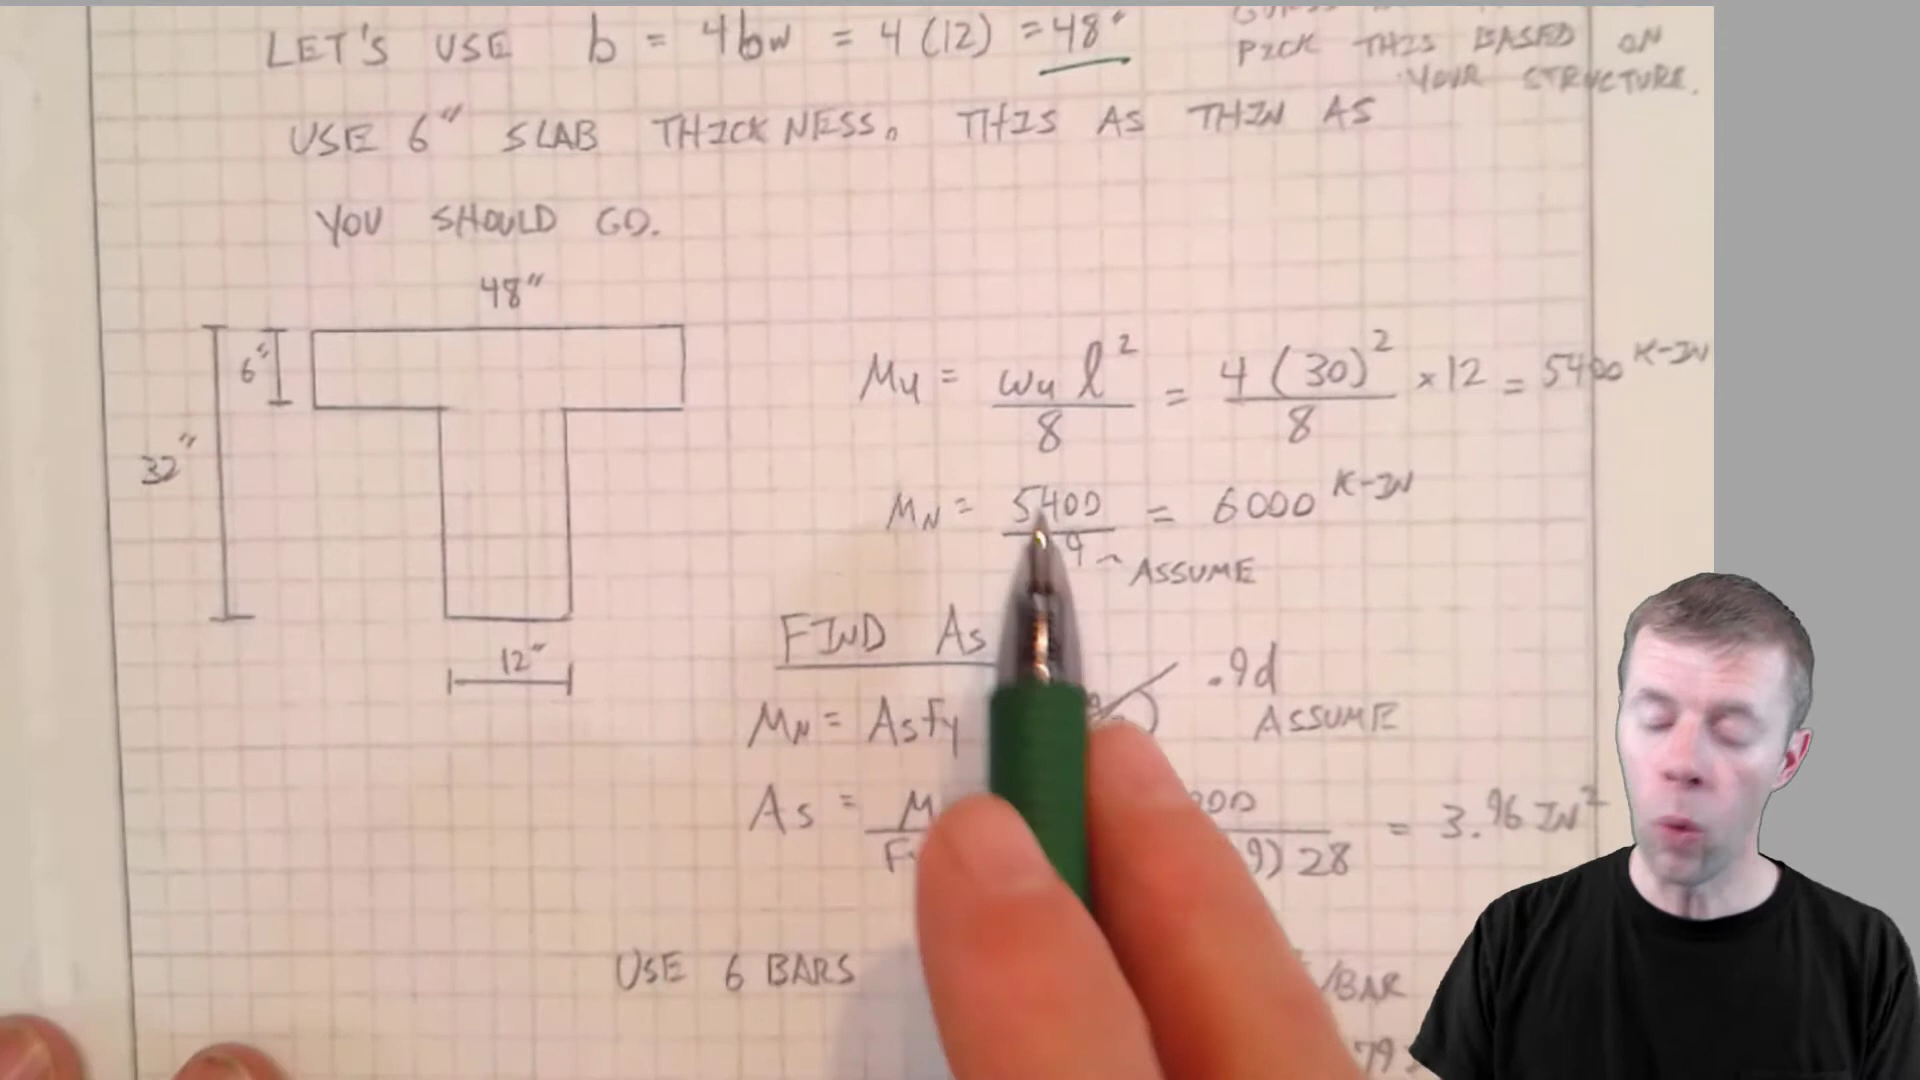 LET'S USE b = 4bw = 4(12) = 48"
PICK THIS BASED ON
YOUR STRUCTURE.
USE 6" SLAB THICKNESS. THIS AS THIN AS
YOU SHOULD GO.
48"
6"
32"
12"
Mu = wu l² / 8 = 4(30)² / 8 × 12 = 5400 K-IN
MN = 5400 / .9 = 6000 K-IN
ASSUME
FIND As
MN = AsFy
.9d
ASSUME
As =
9) 28 = 3.96 IN²
USE 6 BARS
/BAR
79